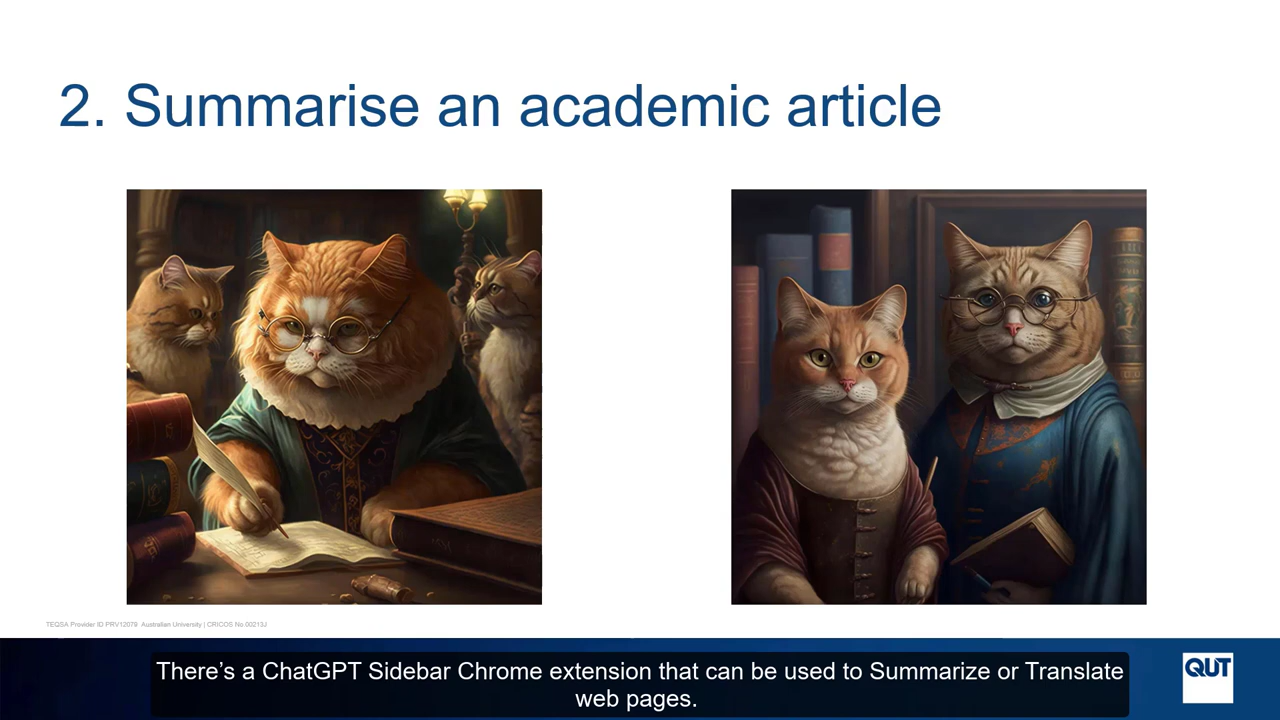 2. Summarise an academic article
TEQSA Provider ID PRV12079 Australian University | CRICOS No.00213J
There's a ChatGPT Sidebar Chrome extension that can be used to Summarize or Translate
web pages.
QUT